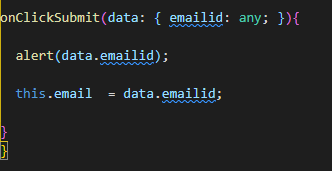 onClickSubmit(data: { emailid: any; }){
alert(data.emailid);
this.email  = data.emailid;
}
}